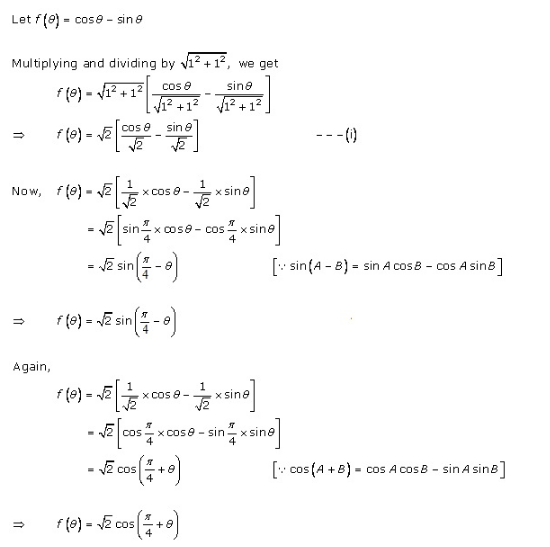 Let f(θ) = cosθ − sinθ
Multiplying and dividing by √(1² + 1²), we get
f(θ) = √(1² + 1²) [cosθ/√(1² + 1²) − sinθ/√(1² + 1²)]
⇒ f(θ) = √2 [cosθ/√2 − sinθ/√2] - - -(i)
Now, f(θ) = √2 [1/√2 × cosθ − 1/√2 × sinθ]
= √2 [sin π/4 × cosθ − cos π/4 × sinθ]
= √2 sin(π/4 − θ) [∵ sin(A − B) = sin A cos B − cos A sin B]
⇒ f(θ) = √2 sin(π/4 − θ)
Again,
f(θ) = √2 [1/√2 × cosθ − 1/√2 × sinθ]
= √2 [cos π/4 × cosθ − sin π/4 × sinθ]
= √2 cos(π/4 + θ) [∵ cos(A + B) = cos A cos B − sin A sin B]
⇒ f(θ) = √2 cos(π/4 + θ)